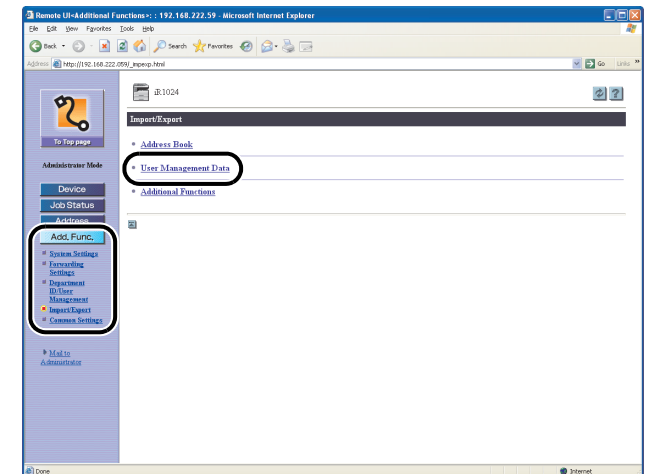 Remote UI<Additional Functions>: : 192.168.222.59 - Microsoft Internet Explorer
File Edit View Favorites Tools Help
Back Search Favorites
Address http://192.168.222.059/_impexp.html Go Links »
To Top page
Administrator Mode
Device
Job Status
Address
Add. Func.
System Settings
Forwarding
Settings
Department
ID/User
Management
Import/Export
Common Settings
Mail to
Administrator
iR1024
Import/Export
Address Book
User Management Data
Additional Functions
Done Internet